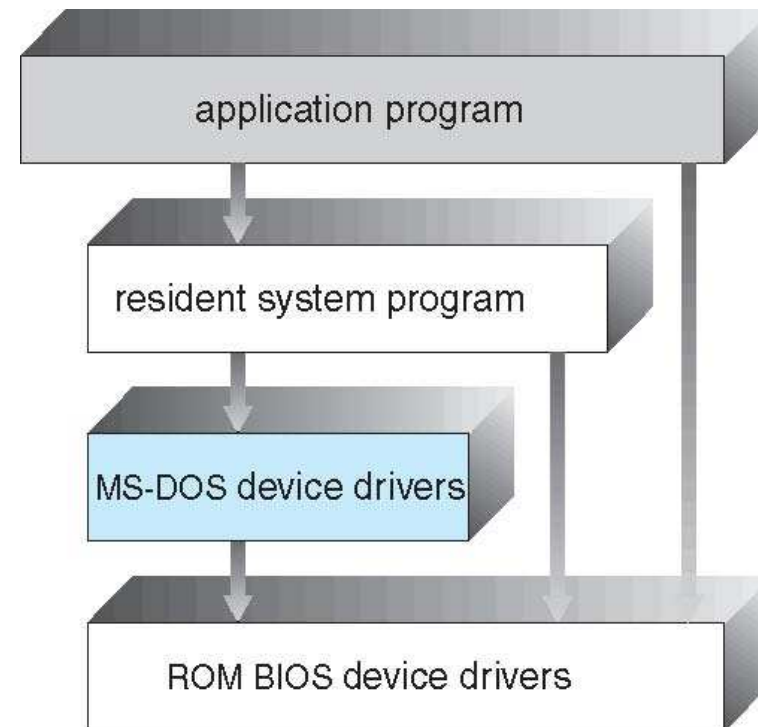 application program
resident system program
MS-DOS device drivers
ROM BIOS device drivers